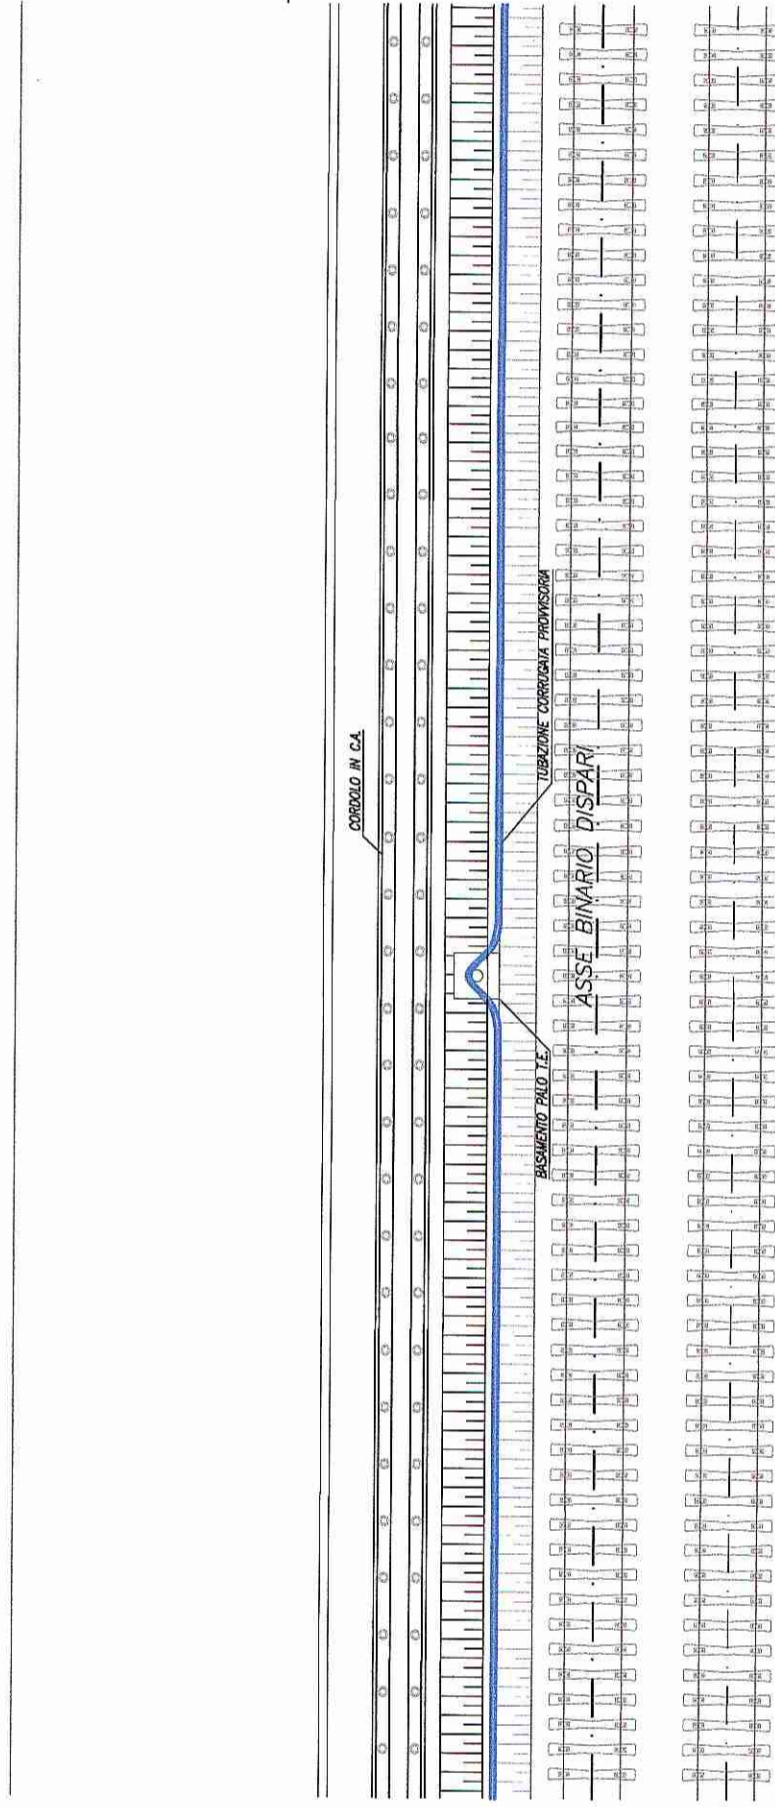 CORDOLO IN C.A.
TUBAZIONE CORRUGATA PROVVISORIA
ASSE BINARIO DISPARI
BASAMENTO PALO T.E.